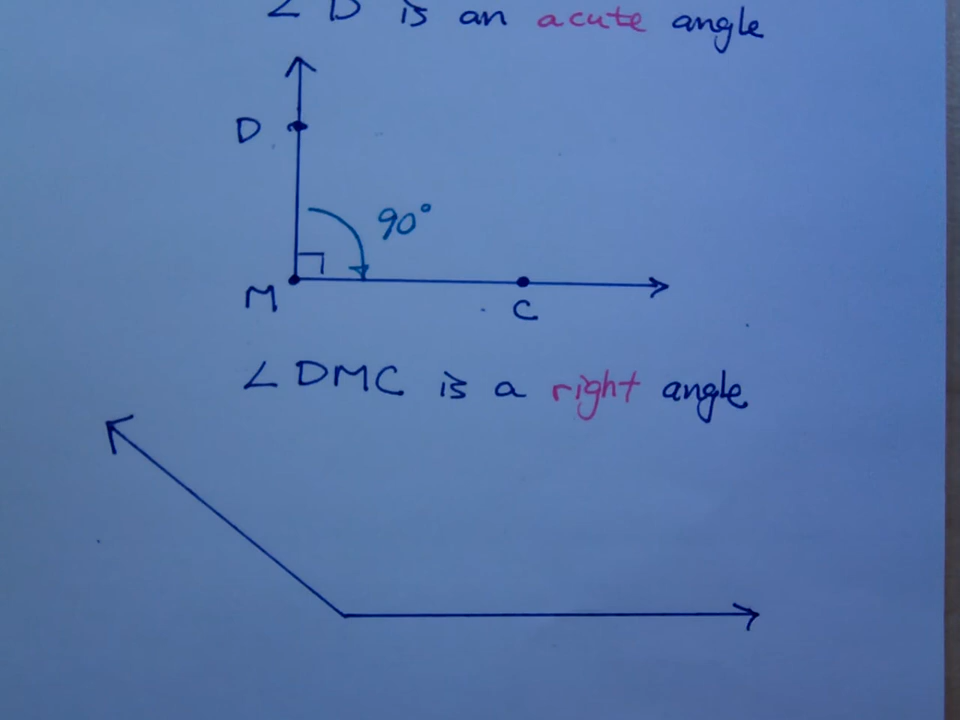 ∠ D is an acute angle
D
90°
M
C
∠ DMC is a right angle